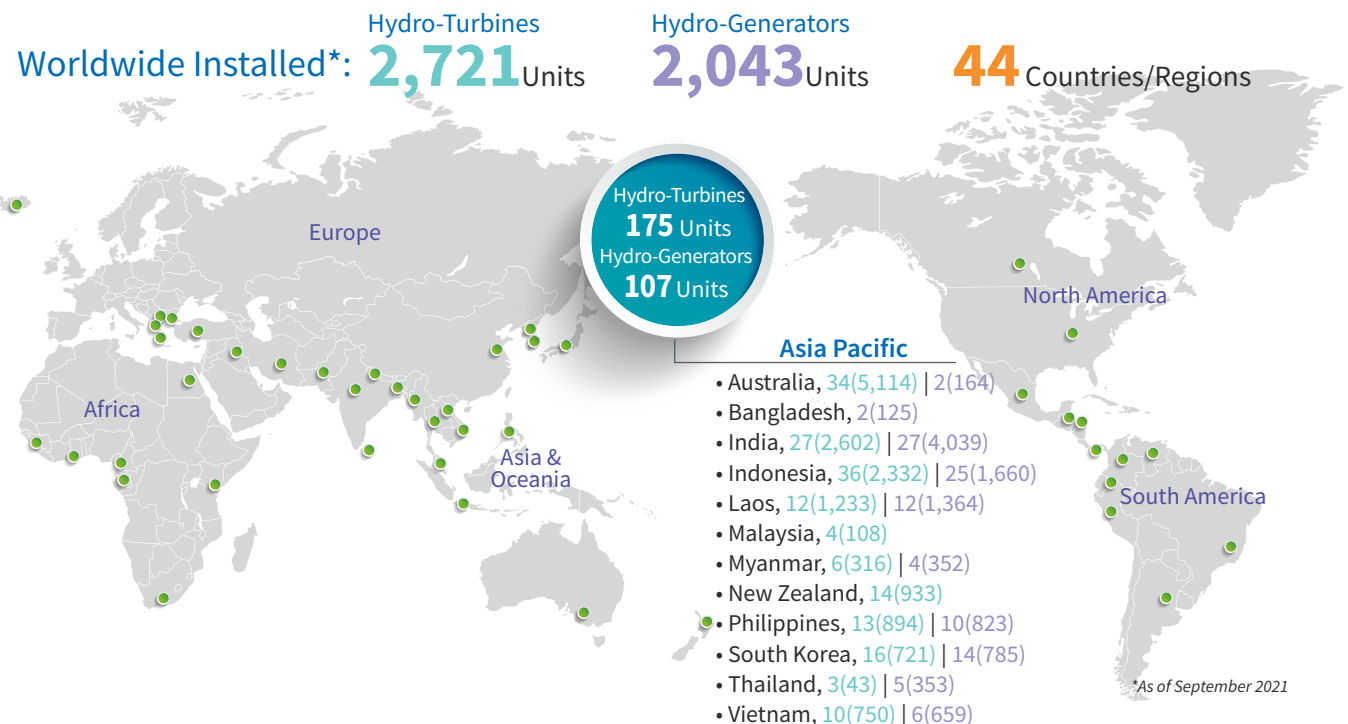 Worldwide Installed*:
Hydro-Turbines
2,721 Units
Hydro-Generators
2,043 Units
44 Countries/Regions
Hydro-Turbines
175 Units
Hydro-Generators
107 Units
Europe
Africa
Asia &
Oceania
North America
South America
Asia Pacific
• Australia, 34(5,114) | 2(164)
• Bangladesh, 2(125)
• India, 27(2,602) | 27(4,039)
• Indonesia, 36(2,332) | 25(1,660)
• Laos, 12(1,233) | 12(1,364)
• Malaysia, 4(108)
• Myanmar, 6(316) | 4(352)
• New Zealand, 14(933)
• Philippines, 13(894) | 10(823)
• South Korea, 16(721) | 14(785)
• Thailand, 3(43) | 5(353)
• Vietnam, 10(750) | 6(659)
*As of September 2021